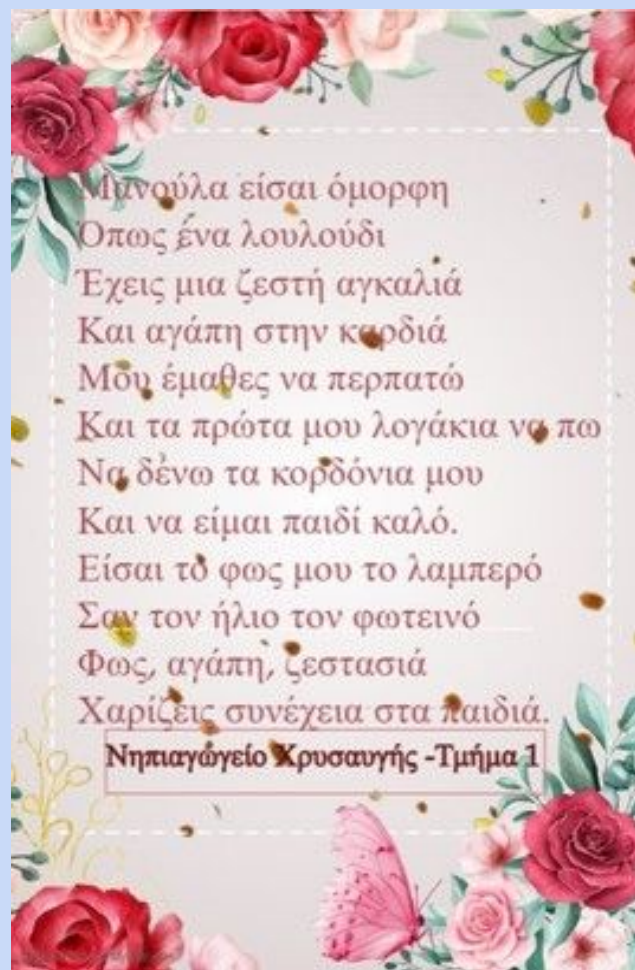 Μανούλα είσαι όμορφη
Όπως ένα λουλούδι
Έχεις μια ζεστή αγκαλιά
Και αγάπη στην καρδιά
Μου έμαθες να περπατώ
Και τα πρώτα μου λογάκια να πω
Να δένω τα κορδόνια μου
Και να είμαι παιδί καλό.
Είσαι το φως μου το λαμπερό
Σαν τον ήλιο τον φωτεινό
Φως, αγάπη, ζεστασιά
Χαρίζεις συνέχεια στα παιδιά.
Νηπιαγωγείο Χρυσαυγής -Τμήμα 1